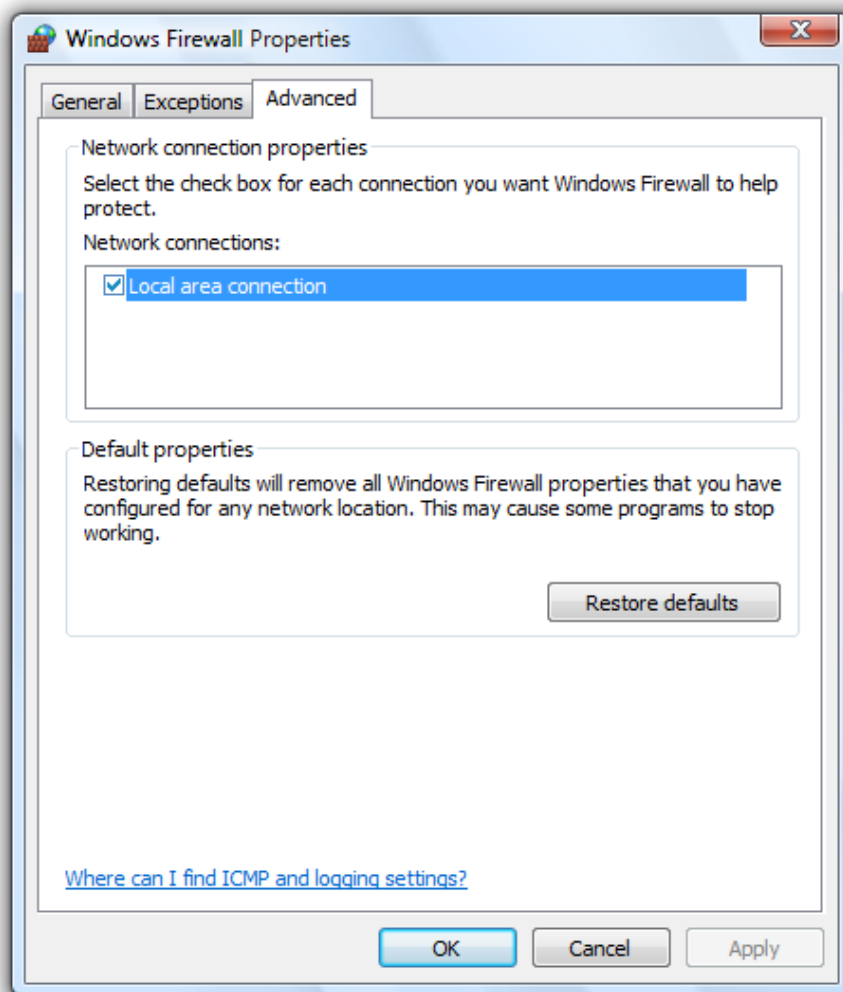 Windows Firewall Properties
General
Exceptions
Advanced
Network connection properties
Select the check box for each connection you want Windows Firewall to help
protect.
Network connections:
Local area connection
Default properties
Restoring defaults will remove all Windows Firewall properties that you have
configured for any network location. This may cause some programs to stop
working.
Restore defaults
Where can I find ICMP and logging settings?
OK
Cancel
Apply